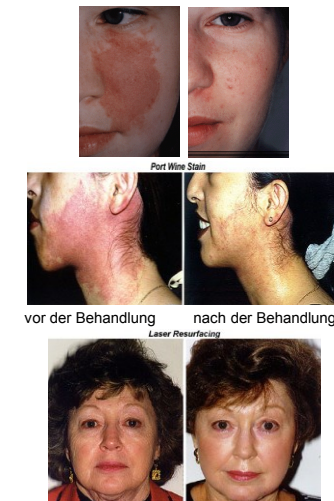 Port Wine Stain
vor der Behandlung nach der Behandlung
Laser Resurfacing